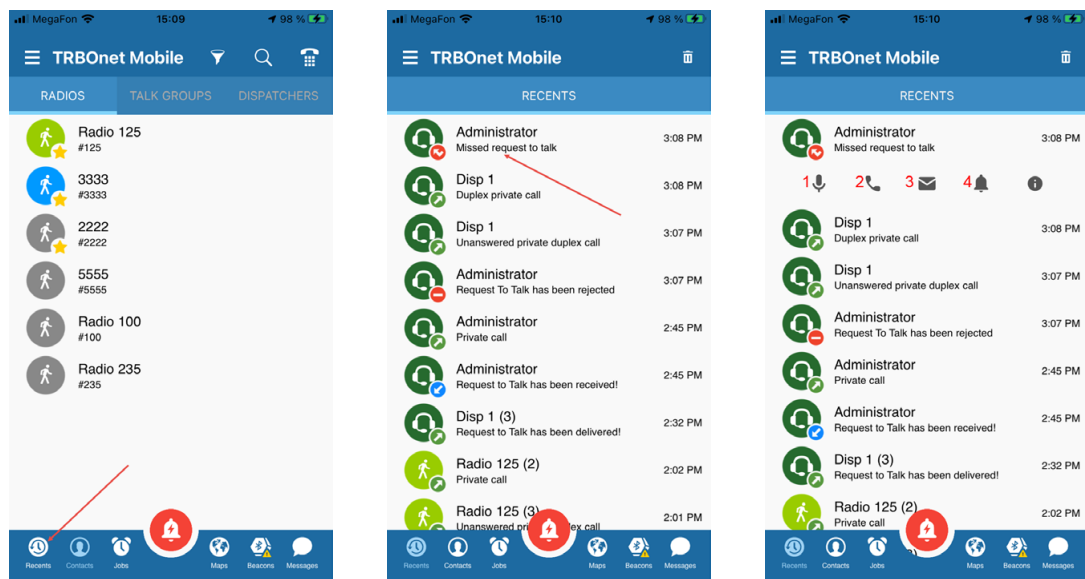 MegaFon 15:09 98 %
TRBOnet Mobile
RADIOS TALK GROUPS DISPATCHERS
Radio 125
#125
3333
#3333
2222
#2222
5555
#5555
Radio 100
#100
Radio 235
#235
Recents Contacts Jobs Maps Beacons Messages
MegaFon 15:10 98 %
TRBOnet Mobile
RECENTS
Administrator
Missed request to talk 3:08 PM
Disp 1
Duplex private call 3:08 PM
Disp 1
Unanswered private duplex call 3:07 PM
Administrator
Request To Talk has been rejected 3:07 PM
Administrator
Private call 2:45 PM
Administrator
Request to Talk has been received! 2:45 PM
Disp 1 (3)
Request to Talk has been delivered! 2:32 PM
Radio 125 (2)
Private call 2:02 PM
Radio 125 (3)
Unanswered ex call 2:01 PM
Recents Contacts Jobs Maps Beacons Messages
MegaFon 15:10 98 %
TRBOnet Mobile
RECENTS
Administrator
Missed request to talk 3:08 PM
1 2 3 4
Disp 1
Duplex private call 3:08 PM
Disp 1
Unanswered private duplex call 3:07 PM
Administrator
Request To Talk has been rejected 3:07 PM
Administrator
Private call 2:45 PM
Administrator
Request to Talk has been received! 2:45 PM
Disp 1 (3)
Request to Talk has been delivered! 2:32 PM
Radio 125 (2)
Private call 2:02 PM
Recents Contacts Jobs Maps Beacons Messages